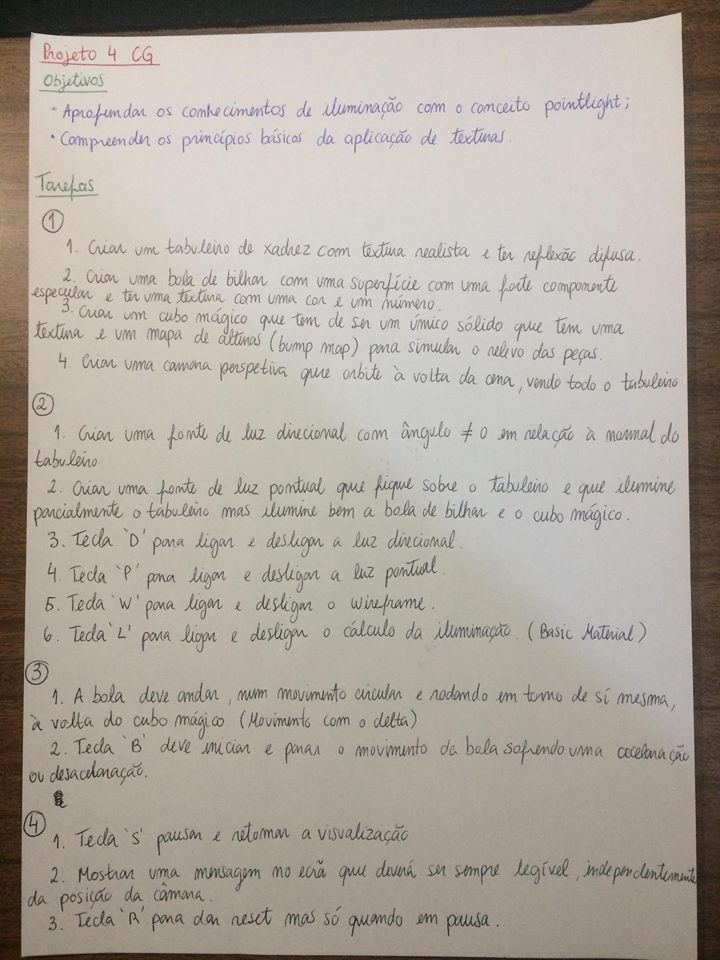 Projeto 4 CG
Objetivos
· Aprofundar os conhecimentos de iluminação com o conceito pointlight;
· Compreender os princípios básicos da aplicação de texturas.
Tarefas
①
1. Criar um tabuleiro de xadrez com textura realista e ter reflexão difusa.
2. Criar uma bola de bilhar com uma superfície com uma forte componente
especular e ter uma textura com uma cor e um número.
3. Criar um cubo mágico que tem de ser um único sólido que tem uma
textura e um mapa de alturas (bump map) para simular o relevo das peças.
4. Criar uma camara perspetiva que orbite à volta da cena, vendo todo o tabuleiro
②
1. Criar uma fonte de luz direcional com ângulo ≠ 0 em relação à normal do
tabuleiro
2. Criar uma fonte de luz pontual que fique sobre o tabuleiro e que ilumine
parcialmente o tabuleiro mas ilumine bem a bola de bilhar e o cubo mágico.
3. Tecla 'D' para ligar e desligar a luz direcional.
4. Tecla 'P' para ligar e desligar a luz pontual.
5. Tecla 'W' para ligar e desligar o wireframe.
6. Tecla 'L' para ligar e desligar o cálculo da iluminação. (Basic Material)
③
1. A bola deve andar, num movimento circular e rodando em torno de si mesma,
à volta do cubo mágico (Movimento com o delta)
2. Tecla 'B' deve iniciar e parar o movimento da bola sofrendo uma aceleração
ou desaceleração.
④
1. Tecla 'S' pausar e retomar a visualização
2. Mostrar uma mensagem no ecrã que deverá ser sempre legível, independentemente
da posição da câmara.
3. Tecla 'R' para dar reset mas só quando em pausa.